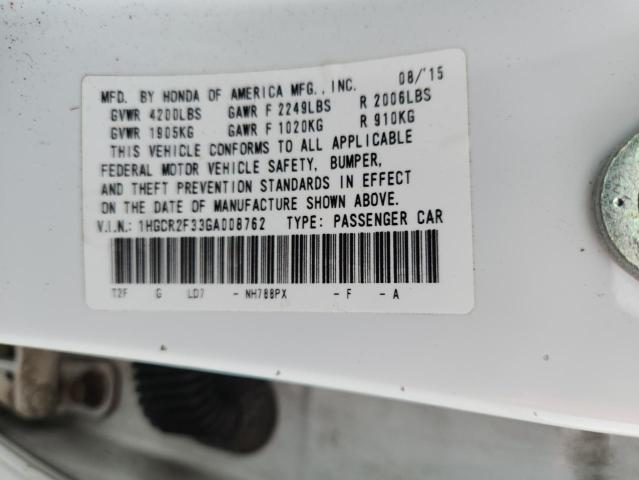 MFD. BY HONDA OF AMERICA MFG., INC. 08/'15
GVWR 4200LBS GAWR F 2249LBS R 2006LBS
GVWR 1905KG GAWR F 1020KG R 910KG
THIS VEHICLE CONFORMS TO ALL APPLICABLE
FEDERAL MOTOR VEHICLE SAFETY, BUMPER,
AND THEFT PREVENTION STANDARDS IN EFFECT
ON THE DATE OF MANUFACTURE SHOWN ABOVE.
V.I.N.: 1HGCR2F33GA008762 TYPE: PASSENGER CAR
T2F G LD7 - NH788PX - F - A